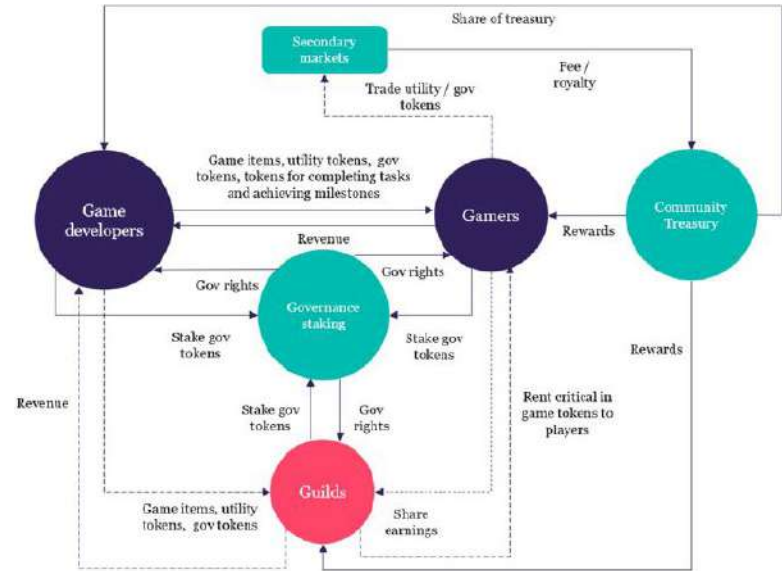 Share of treasury
Secondary
markets
Fee /
royalty
Trade utility / gov
tokens
Game items, utility tokens, gov
tokens, tokens for completing tasks
and achieving milestones
Game
developers
Gamers
Community
Treasury
Rewards
Revenue
Gov rights
Gov rights
Governance
staking
Stake gov
tokens
Stake gov
tokens
Rewards
Revenue
Stake gov
tokens
Gov
rights
Rent critical in
game tokens to
players
Guilds
Game items, utility
tokens, gov tokens
Share
earnings